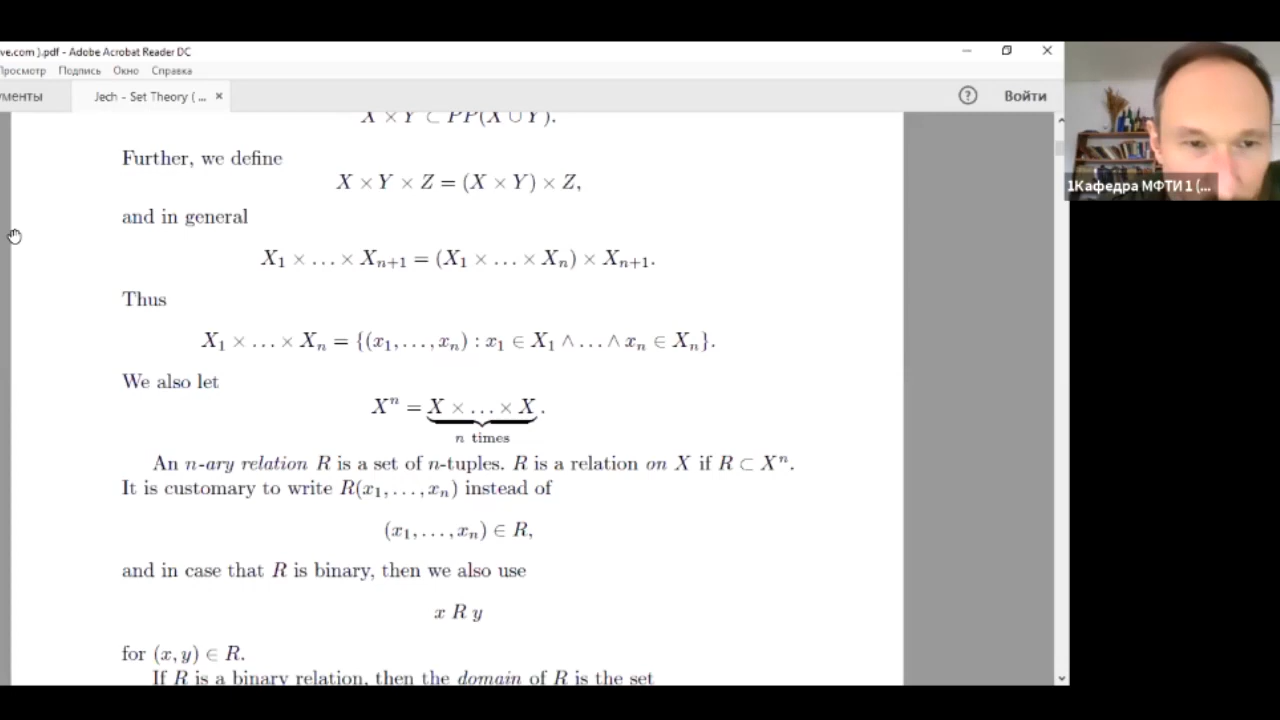 ve.com ).pdf - Adobe Acrobat Reader DC
Просмотр Подпись Окно Справка
ументы
Jech - Set Theory ( ... ×
Войти
X × Y ⊂ PP(X ∪ Y).
Further, we define
X × Y × Z = (X × Y) × Z,
and in general
X₁ × ... × Xₙ₊₁ = (X₁ × ... × Xₙ) × Xₙ₊₁.
Thus
X₁ × ... × Xₙ = {(x₁, ..., xₙ) : x₁ ∈ X₁ ∧ ... ∧ xₙ ∈ Xₙ}.
We also let
Xⁿ = X × ... × X.
n times
An n-ary relation R is a set of n-tuples. R is a relation on X if R ⊂ Xⁿ.
It is customary to write R(x₁, ..., xₙ) instead of
(x₁, ..., xₙ) ∈ R,
and in case that R is binary, then we also use
x R y
for (x, y) ∈ R.
If R is a binary relation, then the domain of R is the set
1Кафедра МФТИ 1 (...